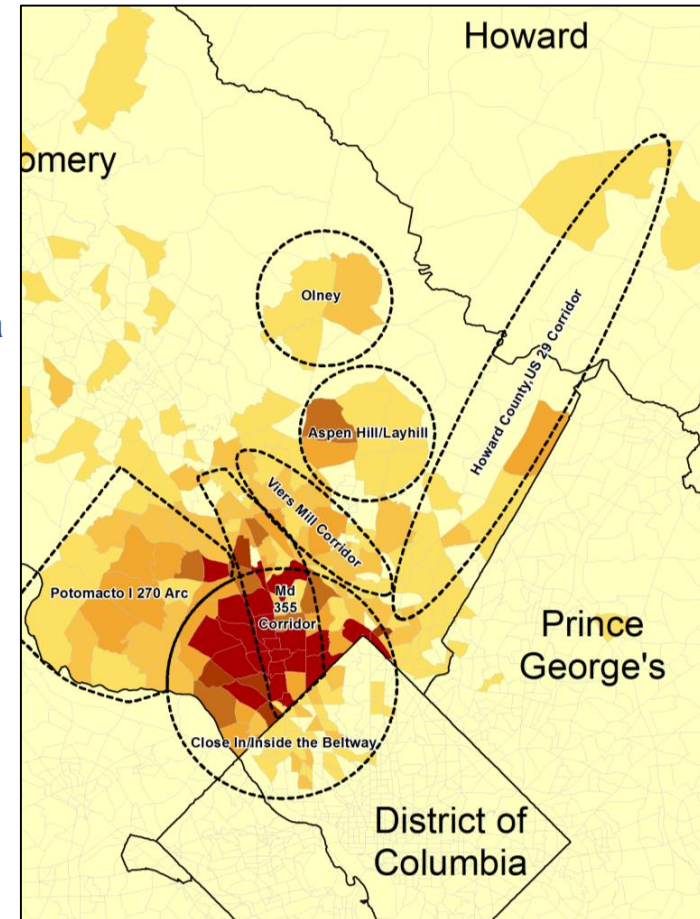 Howard
omery
Olney
Howard County,US 29 Corridor
Aspen Hill/Layhill
Viers Mill Corridor
Potomacto I 270 Arc
Md
355
Corridor
Prince
George's
Close In/Inside the Beltway
District of
Columbia